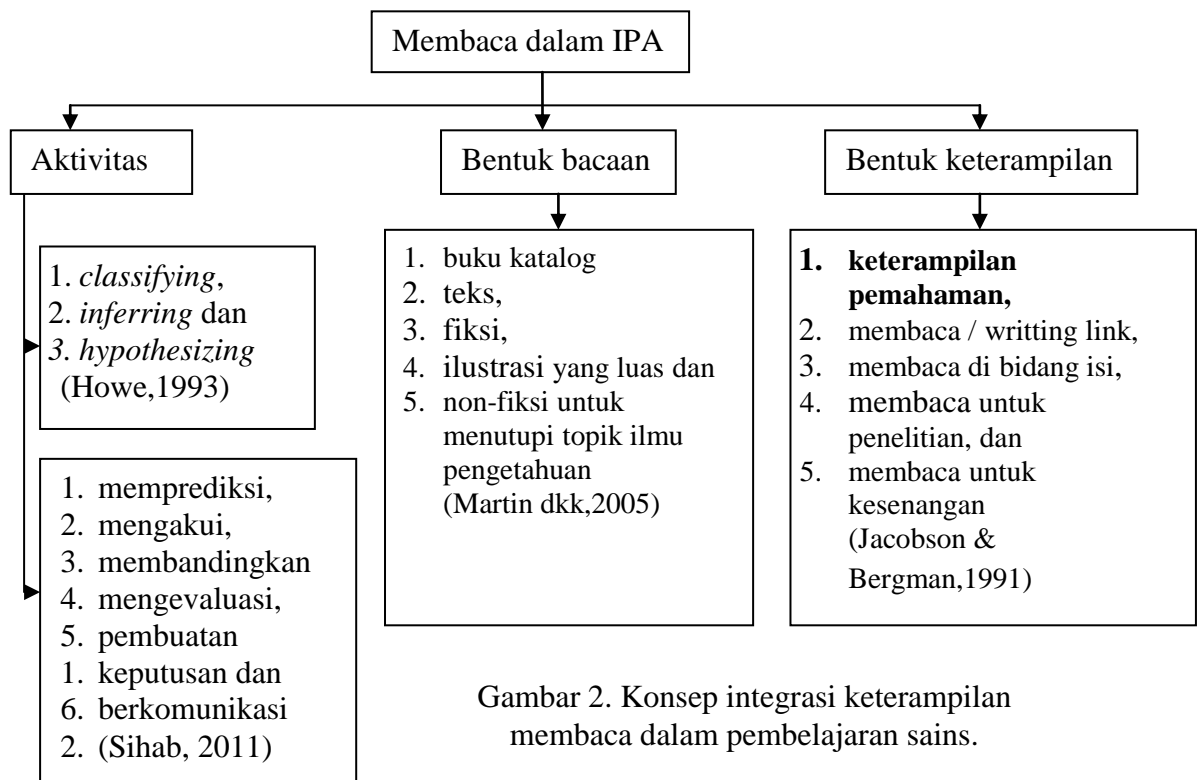 Membaca dalam IPA
Aktivitas
Bentuk bacaan
Bentuk keterampilan
1. classifying,
2. inferring dan
3. hypothesizing
(Howe,1993)
1. memprediksi,
2. mengakui,
3. membandingkan
4. mengevaluasi,
5. pembuatan
1. keputusan dan
6. berkomunikasi
2. (Sihab, 2011)
1. buku katalog
2. teks,
3. fiksi,
4. ilustrasi yang luas dan
5. non-fiksi untuk
menutupi topik ilmu
pengetahuan
(Martin dkk,2005)
1. keterampilan
pemahaman,
2. membaca / writting link,
3. membaca di bidang isi,
4. membaca untuk
penelitian, dan
5. membaca untuk
kesenangan
(Jacobson &
Bergman,1991)
Gambar 2. Konsep integrasi keterampilan
membaca dalam pembelajaran sains.